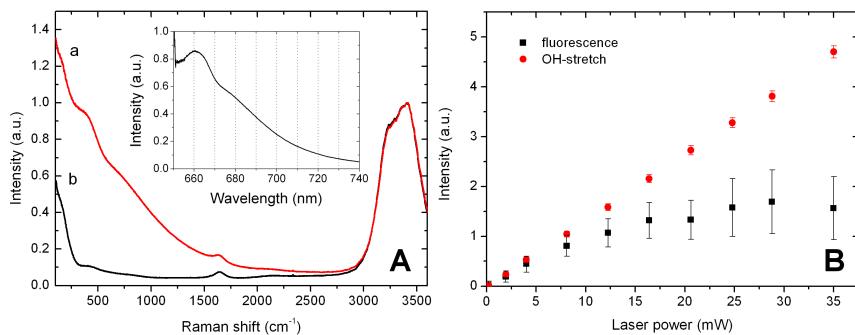 1.4
1.2
1.0
0.8
0.6
0.4
0.2
0.0
Intensity (a.u.)
500 1000 1500 2000 2500 3000 3500
Raman shift (cm⁻¹)
a
b
A
1.0
0.8
0.6
0.4
0.2
0.0
Intensity (a.u.)
660 680 700 720 740
Wavelength (nm)
5
4
3
2
1
0
Intensity (a.u.)
0 5 10 15 20 25 30 35
Laser power (mW)
fluorescence
OH-stretch
B